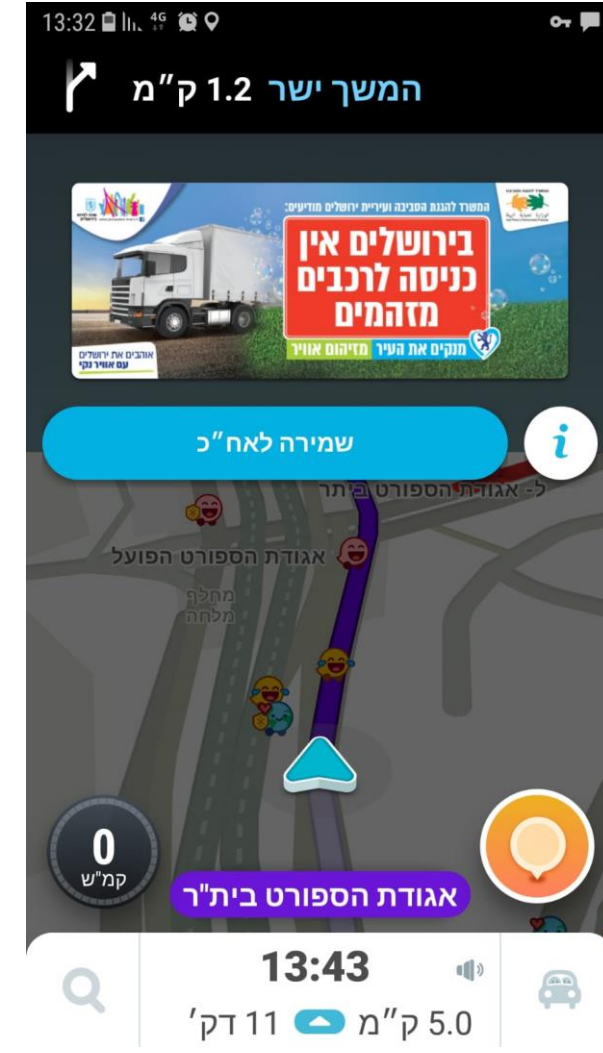 13:32 4G
המשך ישר 1.2 ק״מ
המשרד להגנת הסביבה ועיריית ירושלים מודיעים:
בירושלים אין
כניסה לרכבים
מזהמים
מנקים את העיר מזיהום אוויר
אוהבים את ירושלים
עם אוויר נקי
שמירה לאח״כ
i
ל- אגודת הספורט ביתר
אגודת הספורט הפועל
מחלף
מלחה
0
קמ"ש
אגודת הספורט בית"ר
13:43
5.0 ק״מ 11 דק׳